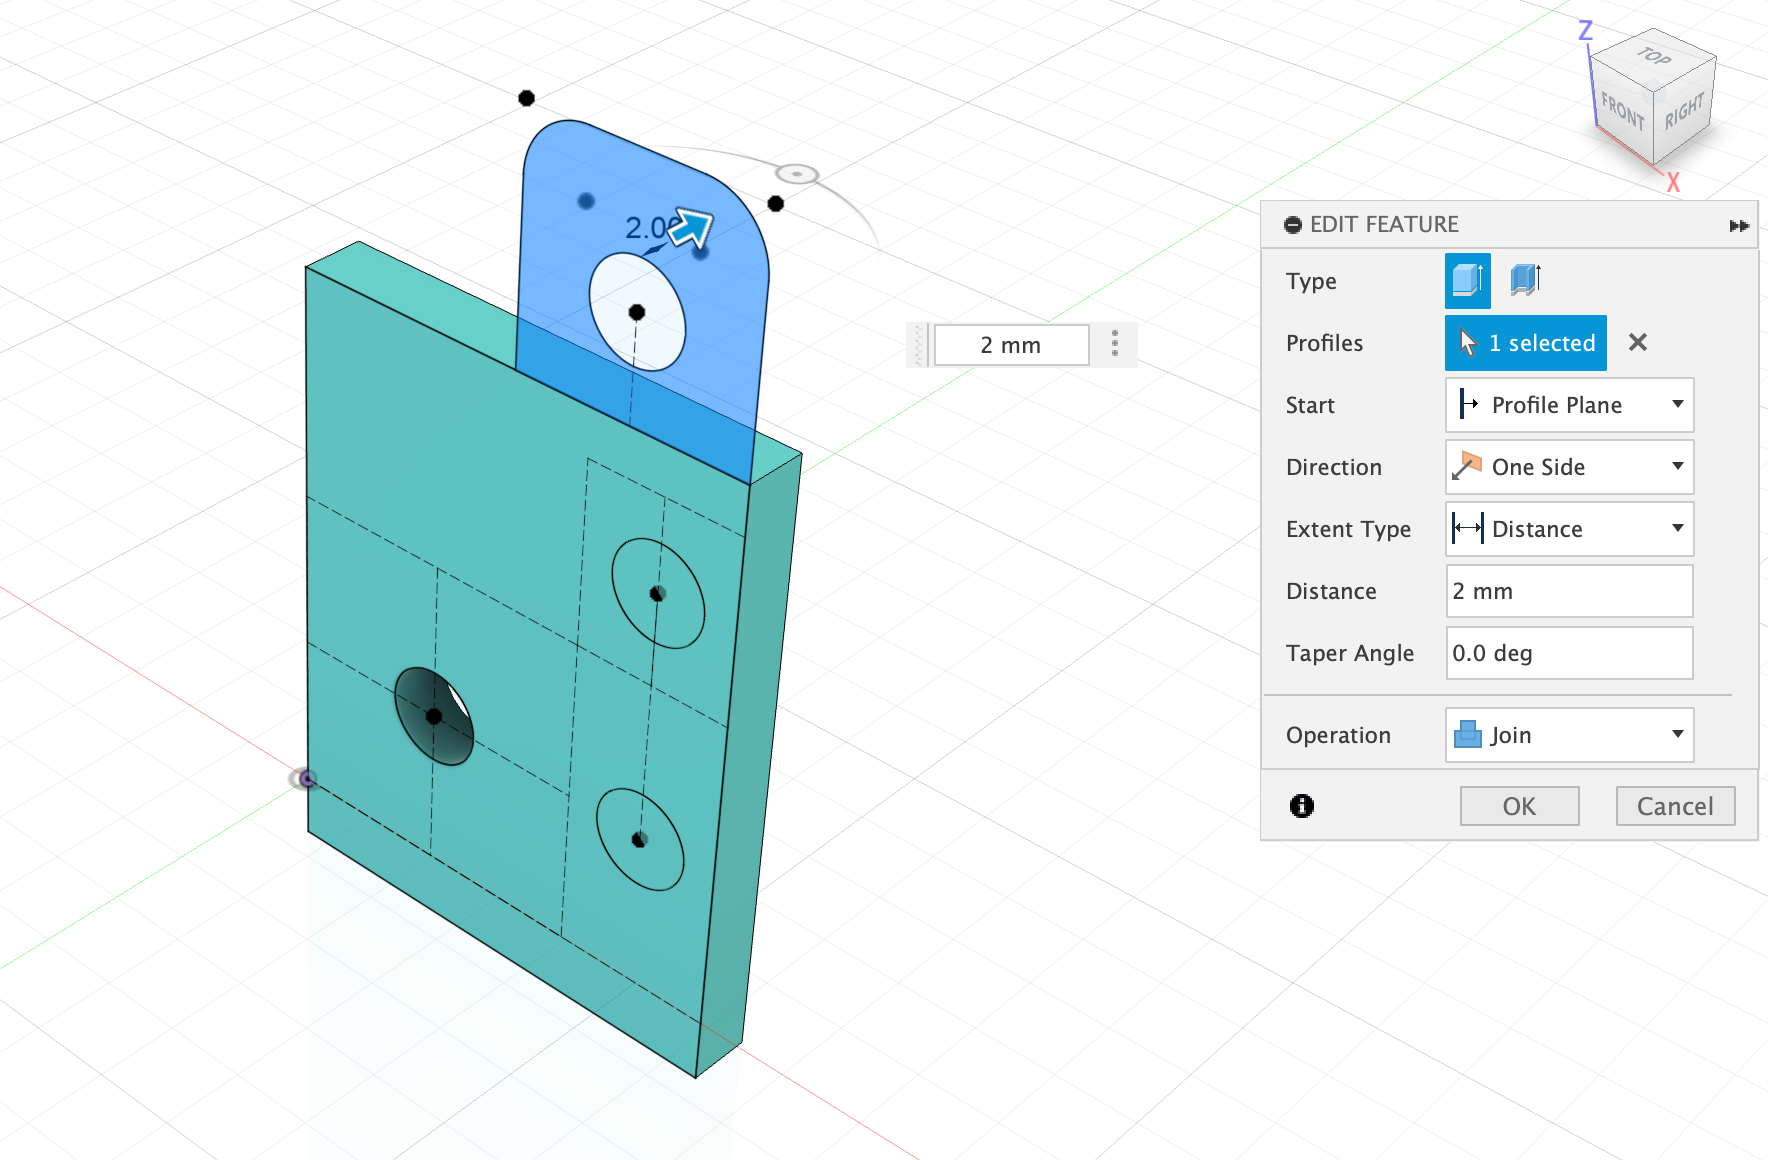 Z
TOP
FRONT
RIGHT
X
2.00
2 mm
EDIT FEATURE
Type
Profiles 1 selected
Start Profile Plane
Direction One Side
Extent Type Distance
Distance 2 mm
Taper Angle 0.0 deg
Operation Join
OK Cancel